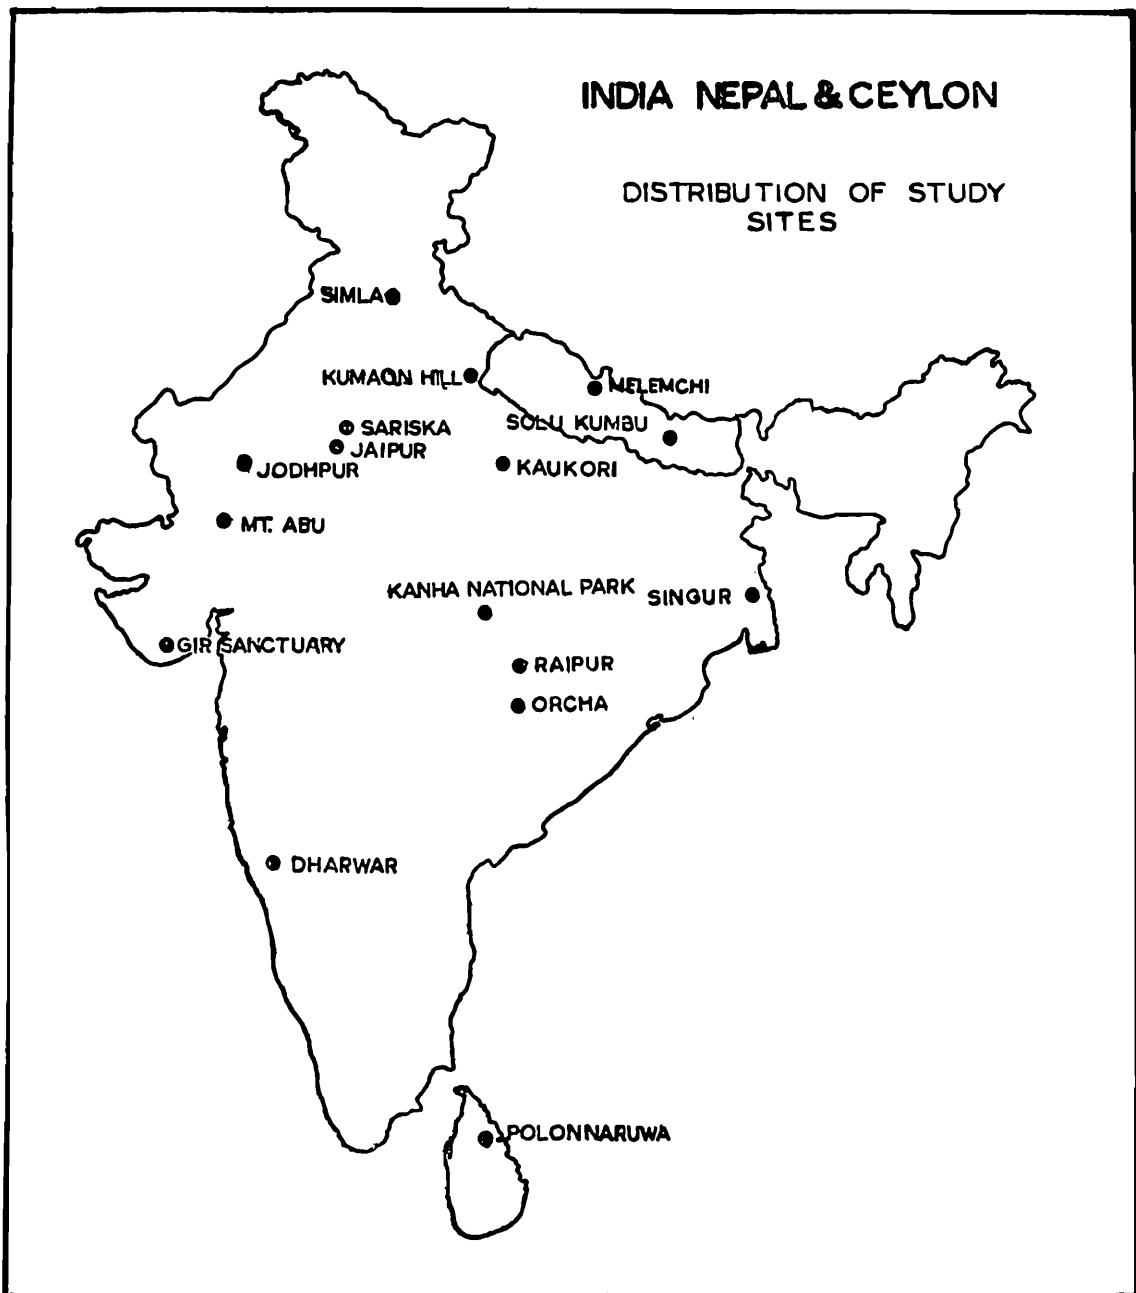 INDIA NEPAL & CEYLON
DISTRIBUTION OF STUDY
SITES
SIMLA
KUMAON HILL
MELEMCHI
SARISKA
SOLU KUMBU
JAIPUR
JODHPUR
KAUKORI
MT. ABU
KANHA NATIONAL PARK
SINGUR
GIR SANCTUARY
RAIPUR
ORCHA
DHARWAR
POLONNARUWA